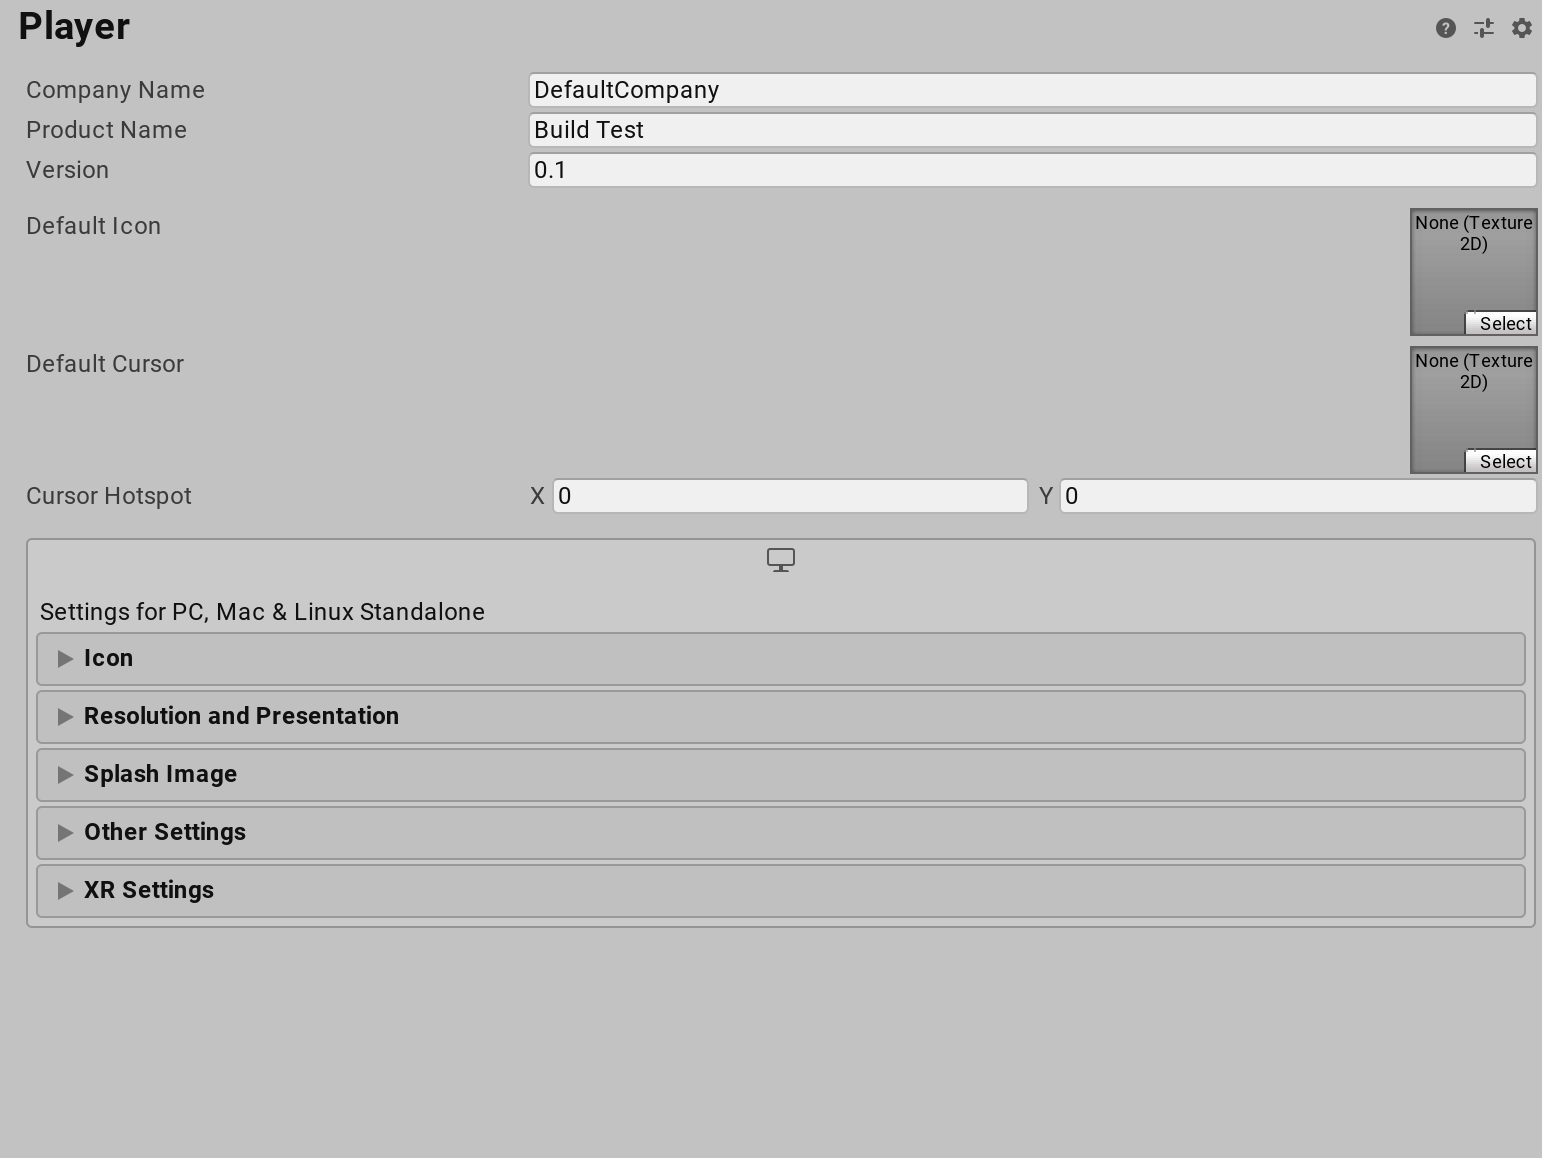 Player
Company Name
DefaultCompany
Product Name
Build Test
Version
0.1
Default Icon
None (Texture
2D)
Select
Default Cursor
None (Texture
2D)
Select
Cursor Hotspot
X 0
Y 0
Settings for PC, Mac & Linux Standalone
Icon
Resolution and Presentation
Splash Image
Other Settings
XR Settings